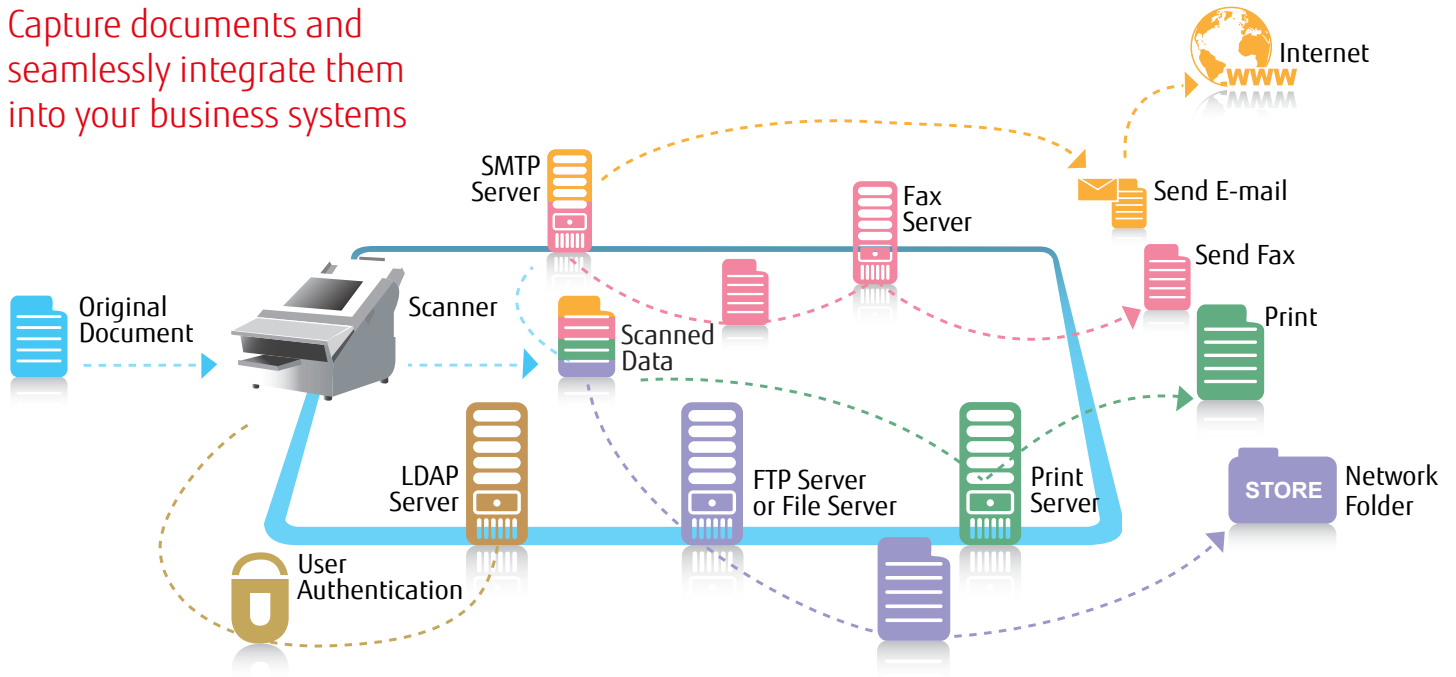 Capture documents and
seamlessly integrate them
into your business systems
Internet
WWW
SMTP
Server
Fax
Server
Send E-mail
Send Fax
Original
Document
Scanner
Scanned
Data
Print
LDAP
Server
FTP Server
or File Server
Print
Server
STORE
Network
Folder
User
Authentication